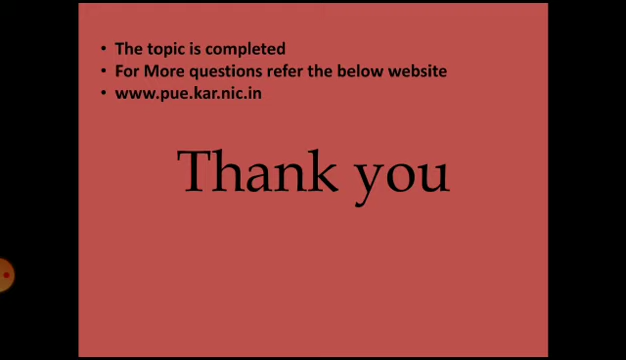 • The topic is completed
• For More questions refer the below website
• www.pue.kar.nic.in
Thank you